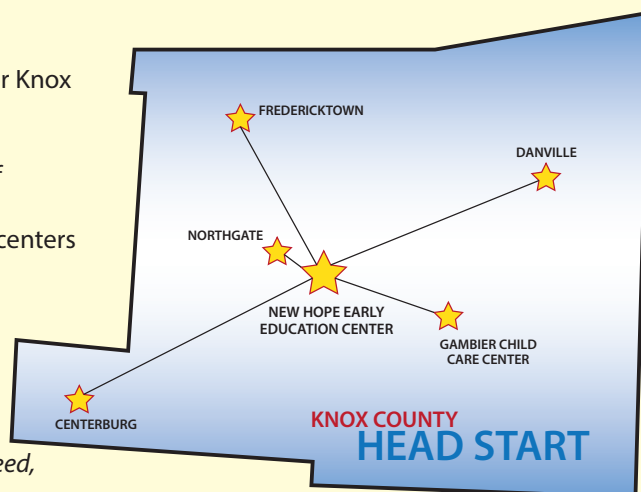 r Knox
centers
eed,
FREDERICKTOWN
DANVILLE
NORTHGATE
NEW HOPE EARLY
EDUCATION CENTER
GAMBIER CHILD
CARE CENTER
CENTERBURG
KNOX COUNTY
HEAD START